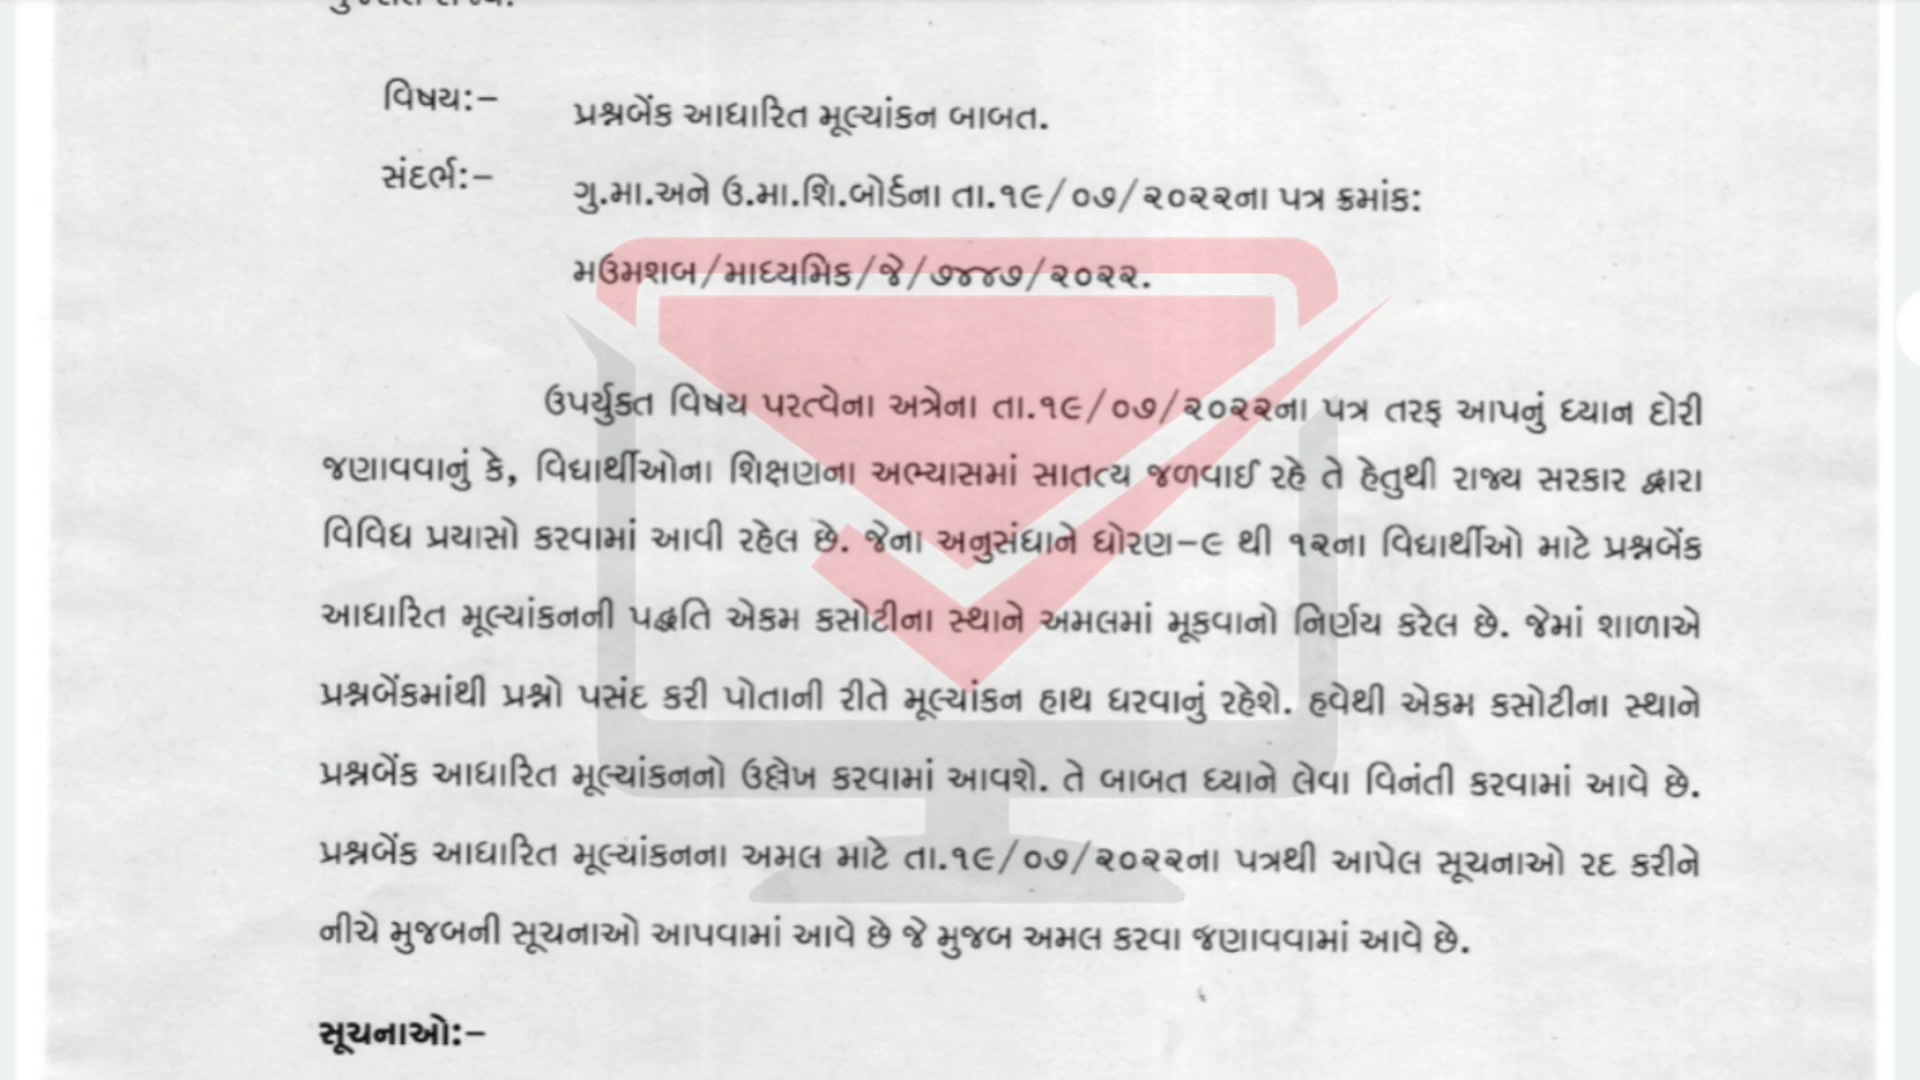 ગુજરાત રાજ્ય.
વિષય:– પ્રશ્નબેંક આધારિત મૂલ્યાંકન બાબત.
સંદર્ભ:– ગુ.મા.અને ઉ.મા.શિ.બોર્ડના તા.૧૯/૦૭/૨૦૨૨ના પત્ર ક્રમાંક:
મઉમશબ/માધ્યમિક/જે/૭૪૪૭/૨૦૨૨.
ઉપર્યુક્ત વિષય પરત્વેના અત્રેના તા.૧૯/૦૭/૨૦૨૨ના પત્ર તરફ આપનું ધ્યાન દોરી
જણાવવાનું કે, વિદ્યાર્થીઓના શિક્ષણના અભ્યાસમાં સાતત્ય જળવાઈ રહે તે હેતુથી રાજ્ય સરકાર દ્વારા
વિવિધ પ્રયાસો કરવામાં આવી રહેલ છે. જેના અનુસંધાને ધોરણ–૯ થી ૧૨ના વિદ્યાર્થીઓ માટે પ્રશ્નબેંક
આધારિત મૂલ્યાંકનની પદ્ધતિ એકમ કસોટીના સ્થાને અમલમાં મૂકવાનો નિર્ણય કરેલ છે. જેમાં શાળાએ
પ્રશ્નબેંકમાંથી પ્રશ્નો પસંદ કરી પોતાની રીતે મૂલ્યાંકન હાથ ધરવાનું રહેશે. હવેથી એકમ કસોટીના સ્થાને
પ્રશ્નબેંક આધારિત મૂલ્યાંકનનો ઉલ્લેખ કરવામાં આવશે. તે બાબત ધ્યાને લેવા વિનંતી કરવામાં આવે છે.
પ્રશ્નબેંક આધારિત મૂલ્યાંકનના અમલ માટે તા.૧૯/૦૭/૨૦૨૨ના પત્રથી આપેલ સૂચનાઓ રદ કરીને
નીચે મુજબની સૂચનાઓ આપવામાં આવે છે જે મુજબ અમલ કરવા જણાવવામાં આવે છે.
સૂચનાઓ:–